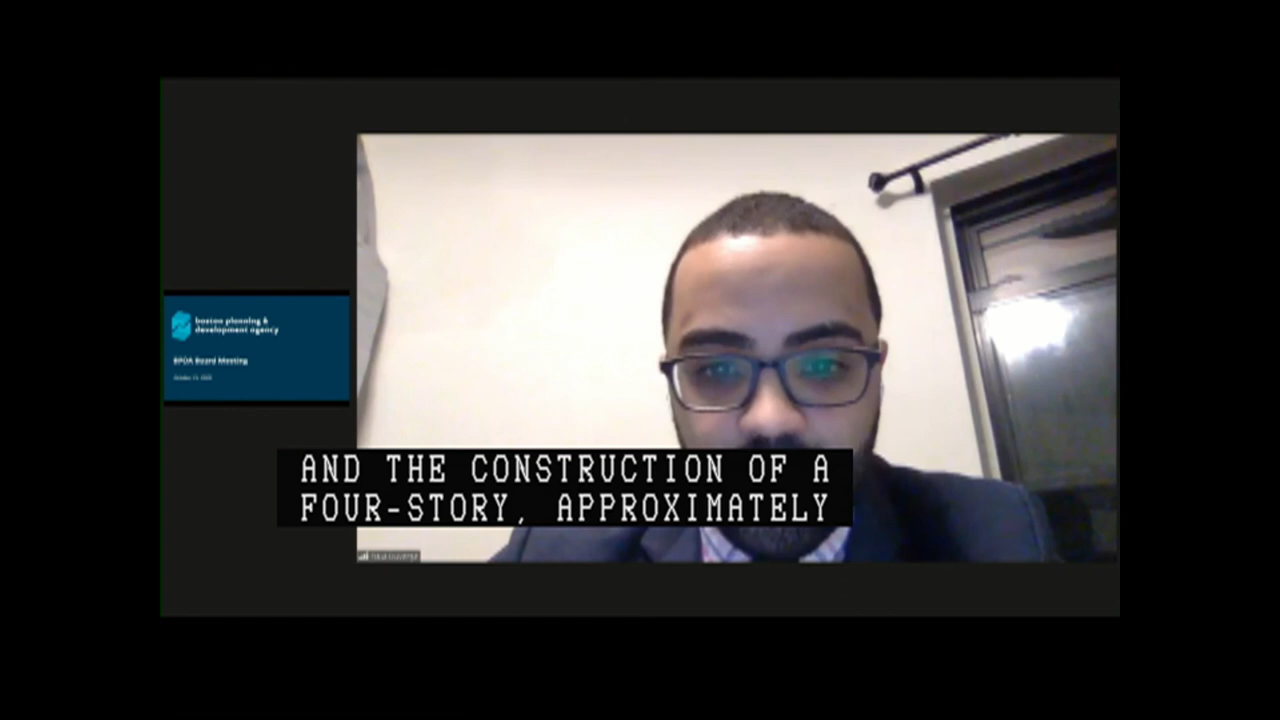 boston planning &
development agency
BPDA Board Meeting
AND THE CONSTRUCTION OF A
FOUR-STORY, APPROXIMATELY